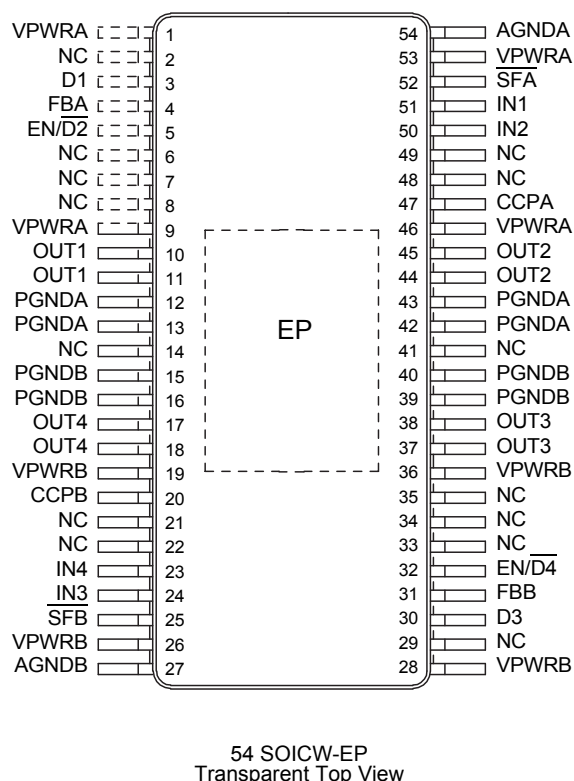 VPWRA 1 54 AGNDA
NC 2 53 VPWRA
D1 3 52 S̅F̅A̅
FBA 4 51 IN1
EN/D̅2̅ 5 50 IN2
NC 6 49 NC
NC 7 48 NC
NC 8 47 CCPA
VPWRA 9 46 VPWRA
OUT1 10 45 OUT2
OUT1 11 44 OUT2
PGNDA 12 43 PGNDA
PGNDA 13 EP 42 PGNDA
NC 14 41 NC
PGNDB 15 40 PGNDB
PGNDB 16 39 PGNDB
OUT4 17 38 OUT3
OUT4 18 37 OUT3
VPWRB 19 36 VPWRB
CCPB 20 35 NC
NC 21 34 NC
NC 22 33 NC
IN4 23 32 EN/D̅4̅
IN3 24 31 FBB
S̅F̅B̅ 25 30 D3
VPWRB 26 29 NC
AGNDB 27 28 VPWRB
54 SOICW-EP
Transparent Top View